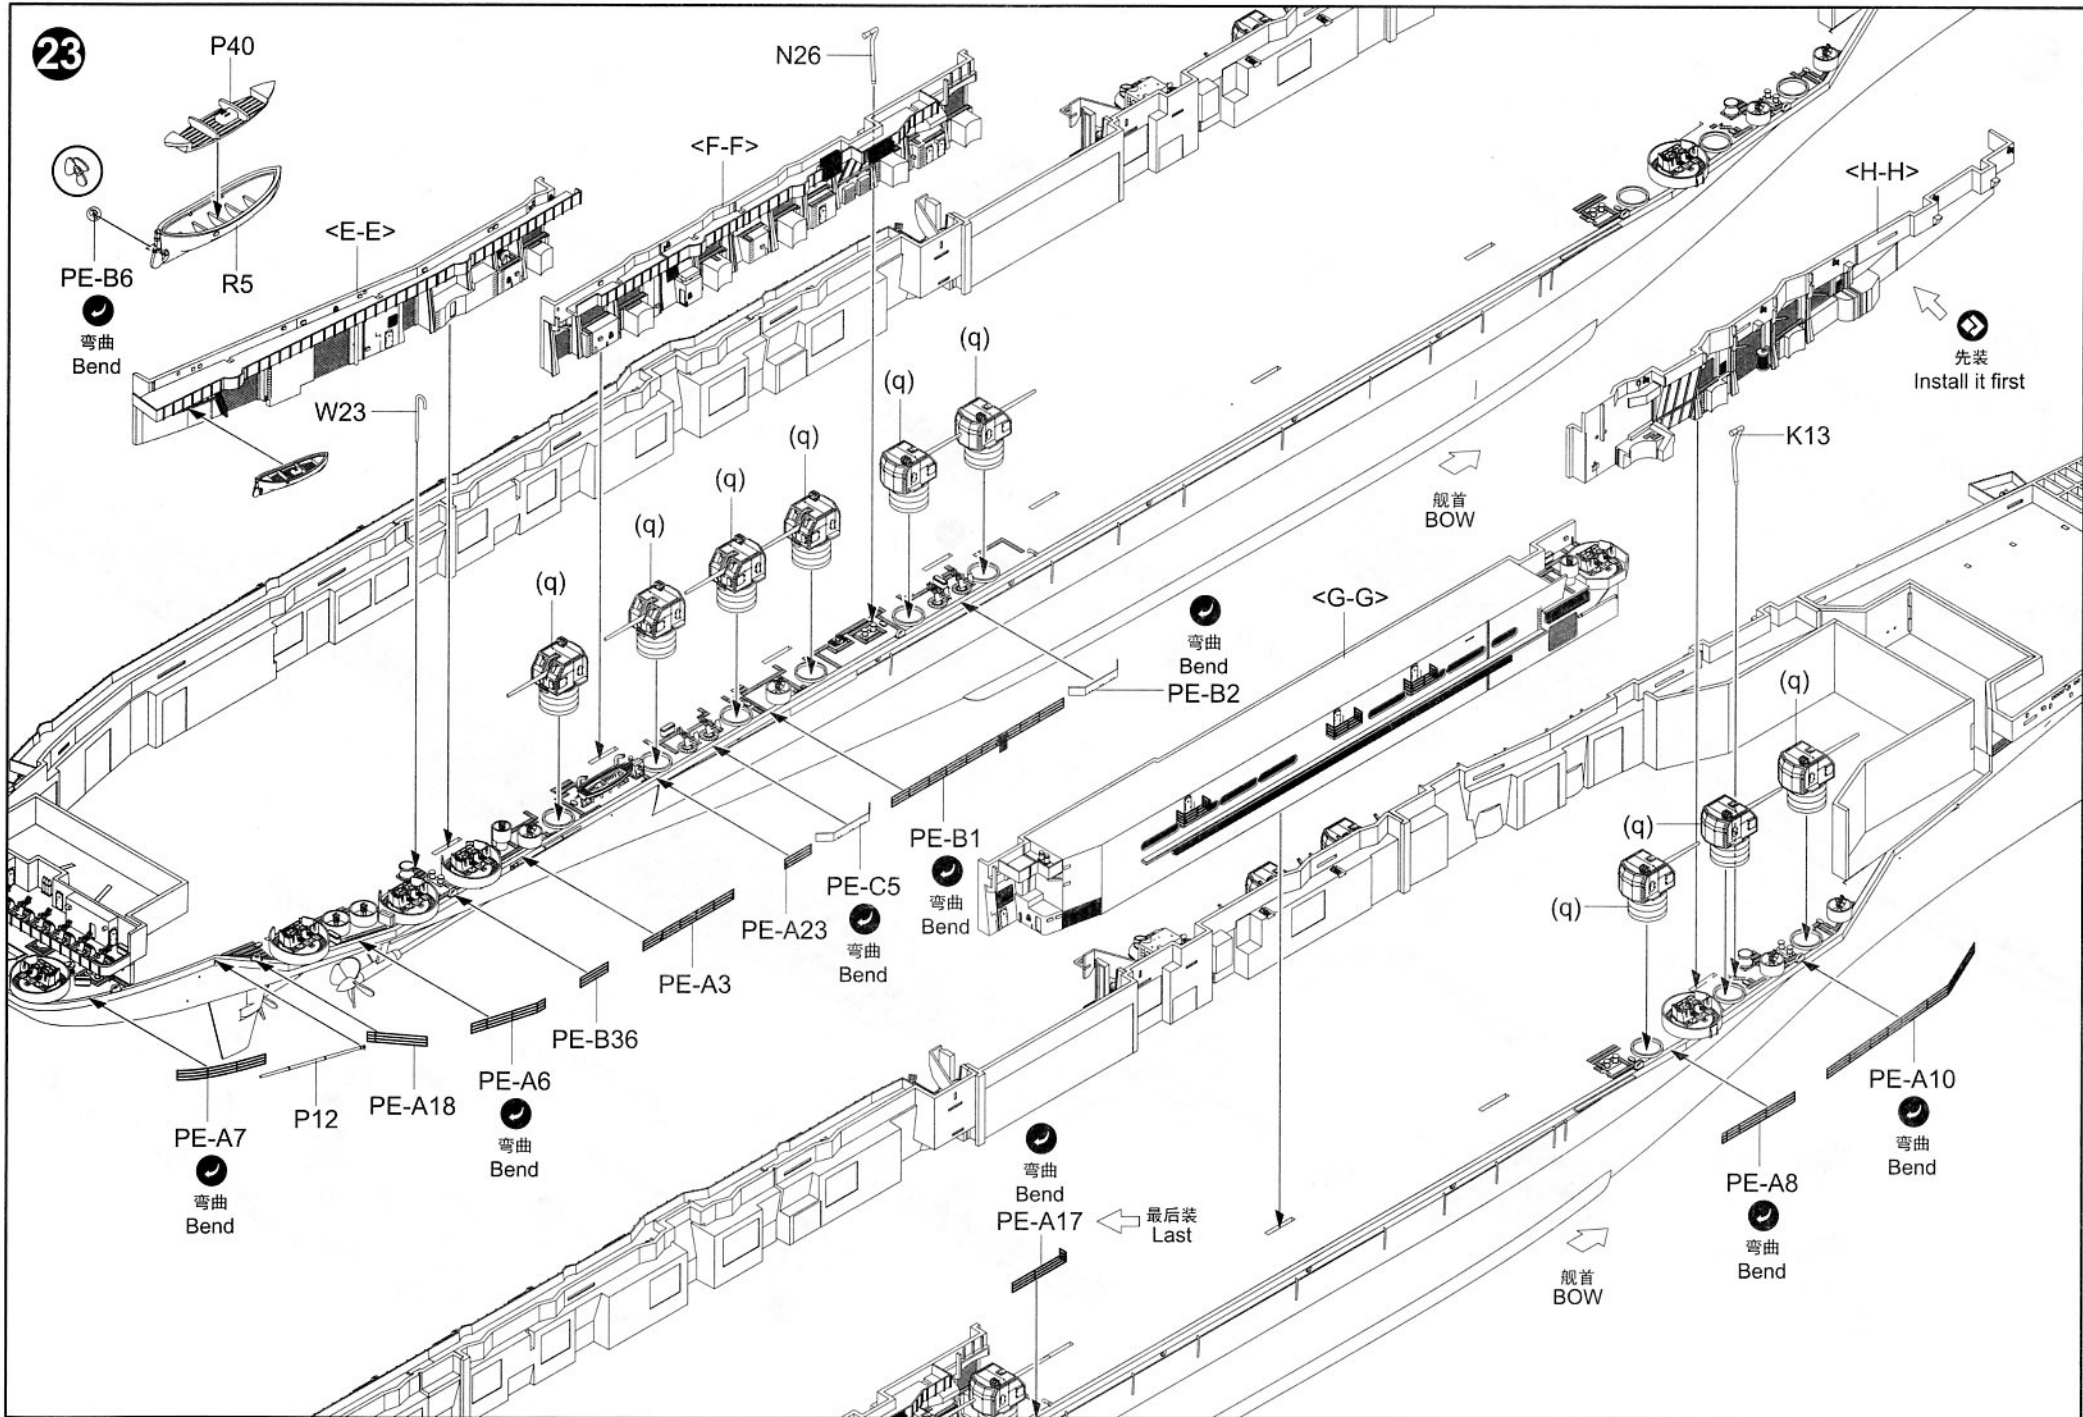 23
P40
N26
<F-F>
<H-H>
<E-E>
PE-B6
弯曲
Bend
R5
先装
Install it first
W23
K13
(q)
(q)
(q)
(q)
(q)
(q)
舰首
BOW
<G-G>
弯曲
Bend
PE-B2
(q)
(q)
(q)
PE-B1
弯曲
Bend
PE-C5
弯曲
Bend
PE-A23
PE-A3
PE-B36
PE-A6
弯曲
Bend
PE-A18
P12
PE-A7
弯曲
Bend
PE-A10
弯曲
Bend
PE-A8
弯曲
Bend
弯曲
Bend
PE-A17
最后装
Last
舰首
BOW